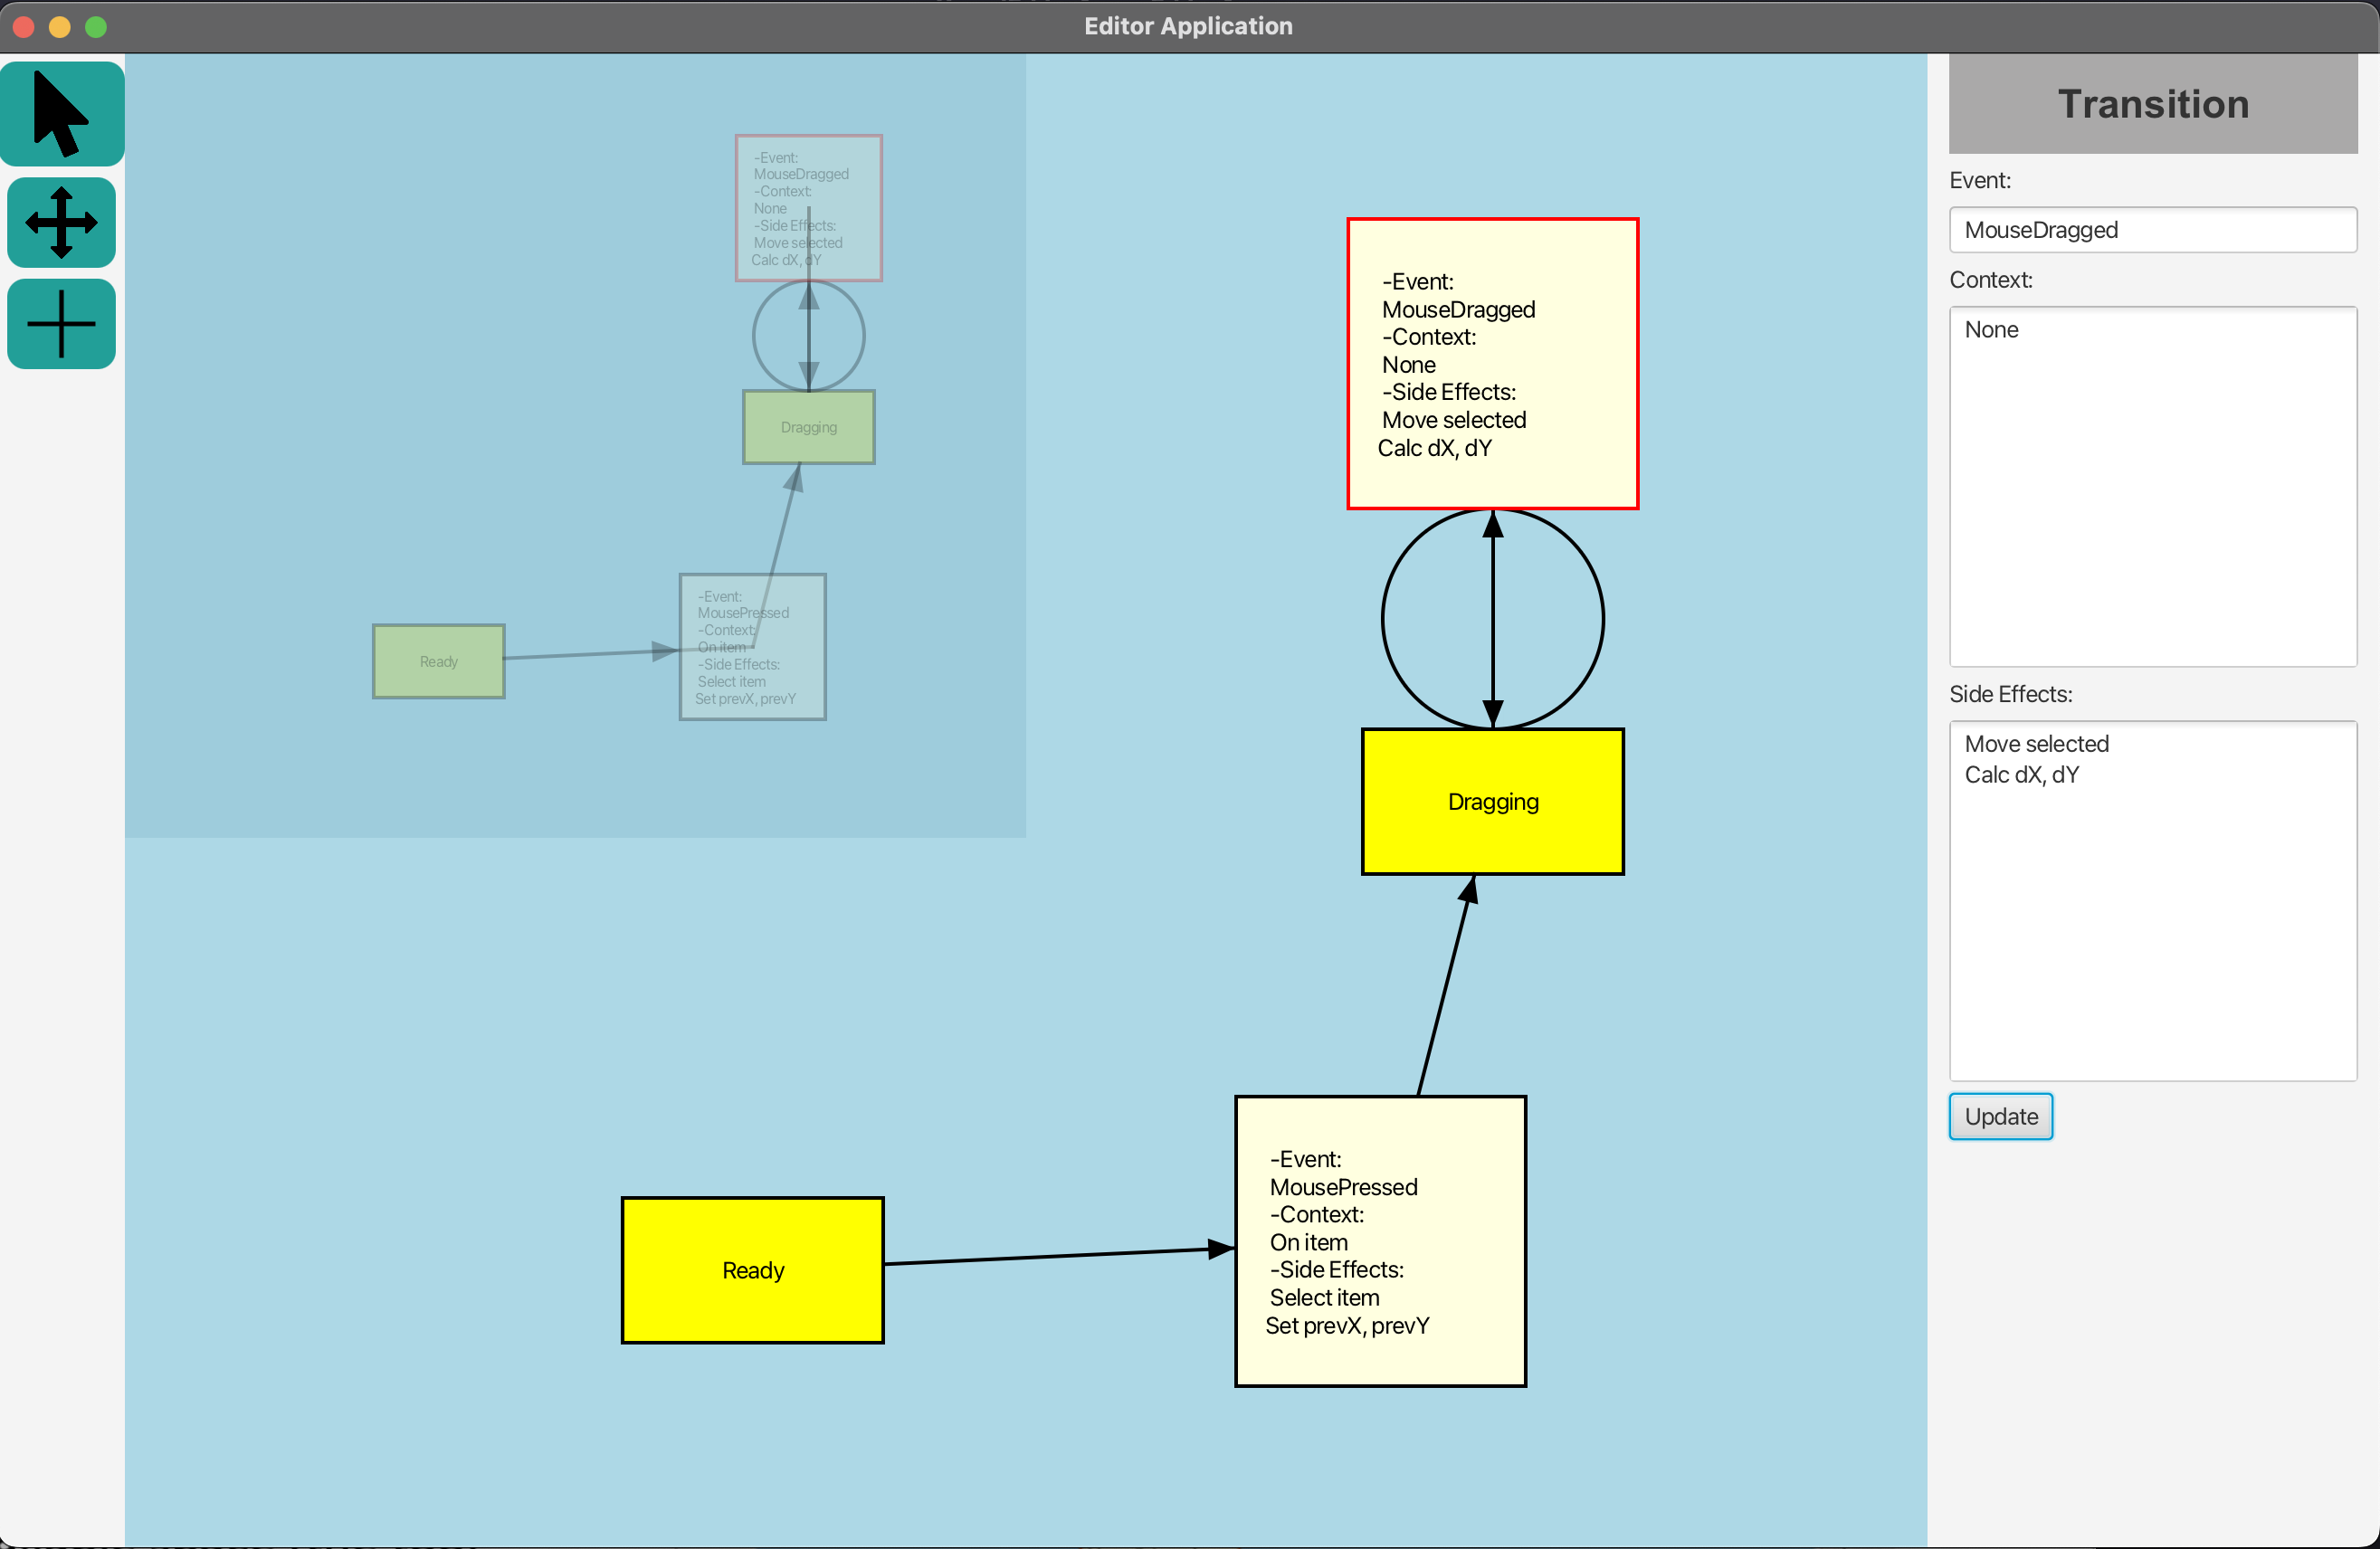 Editor Application
-Event:
MouseDragged
-Context:
None
-Side Effects:
Move selected
Calc dX, dY
Dragging
-Event:
MousePressed
-Context:
On item
-Side Effects:
Select item
Set prevX, prevY
Ready
-Event:
MouseDragged
-Context:
None
-Side Effects:
Move selected
Calc dX, dY
Dragging
-Event:
MousePressed
-Context:
On item
-Side Effects:
Select item
Set prevX, prevY
Ready
Transition
Event:
MouseDragged
Context:
None
Side Effects:
Move selected
Calc dX, dY
Update